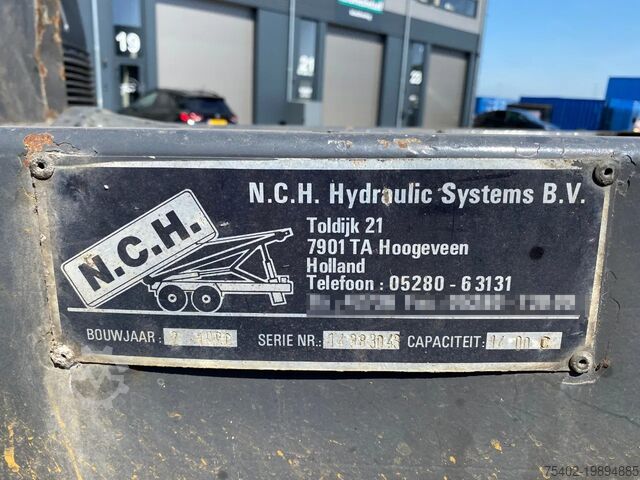 19
21
23
N.C.H.
N.C.H. Hydraulic Systems B.V.
Toldijk 21
7901 TA Hoogeveen
Holland
Telefoon : 05280 - 63131
BOUWJAAR : SERIE NR.: CAPACITEIT:
75402-19894885